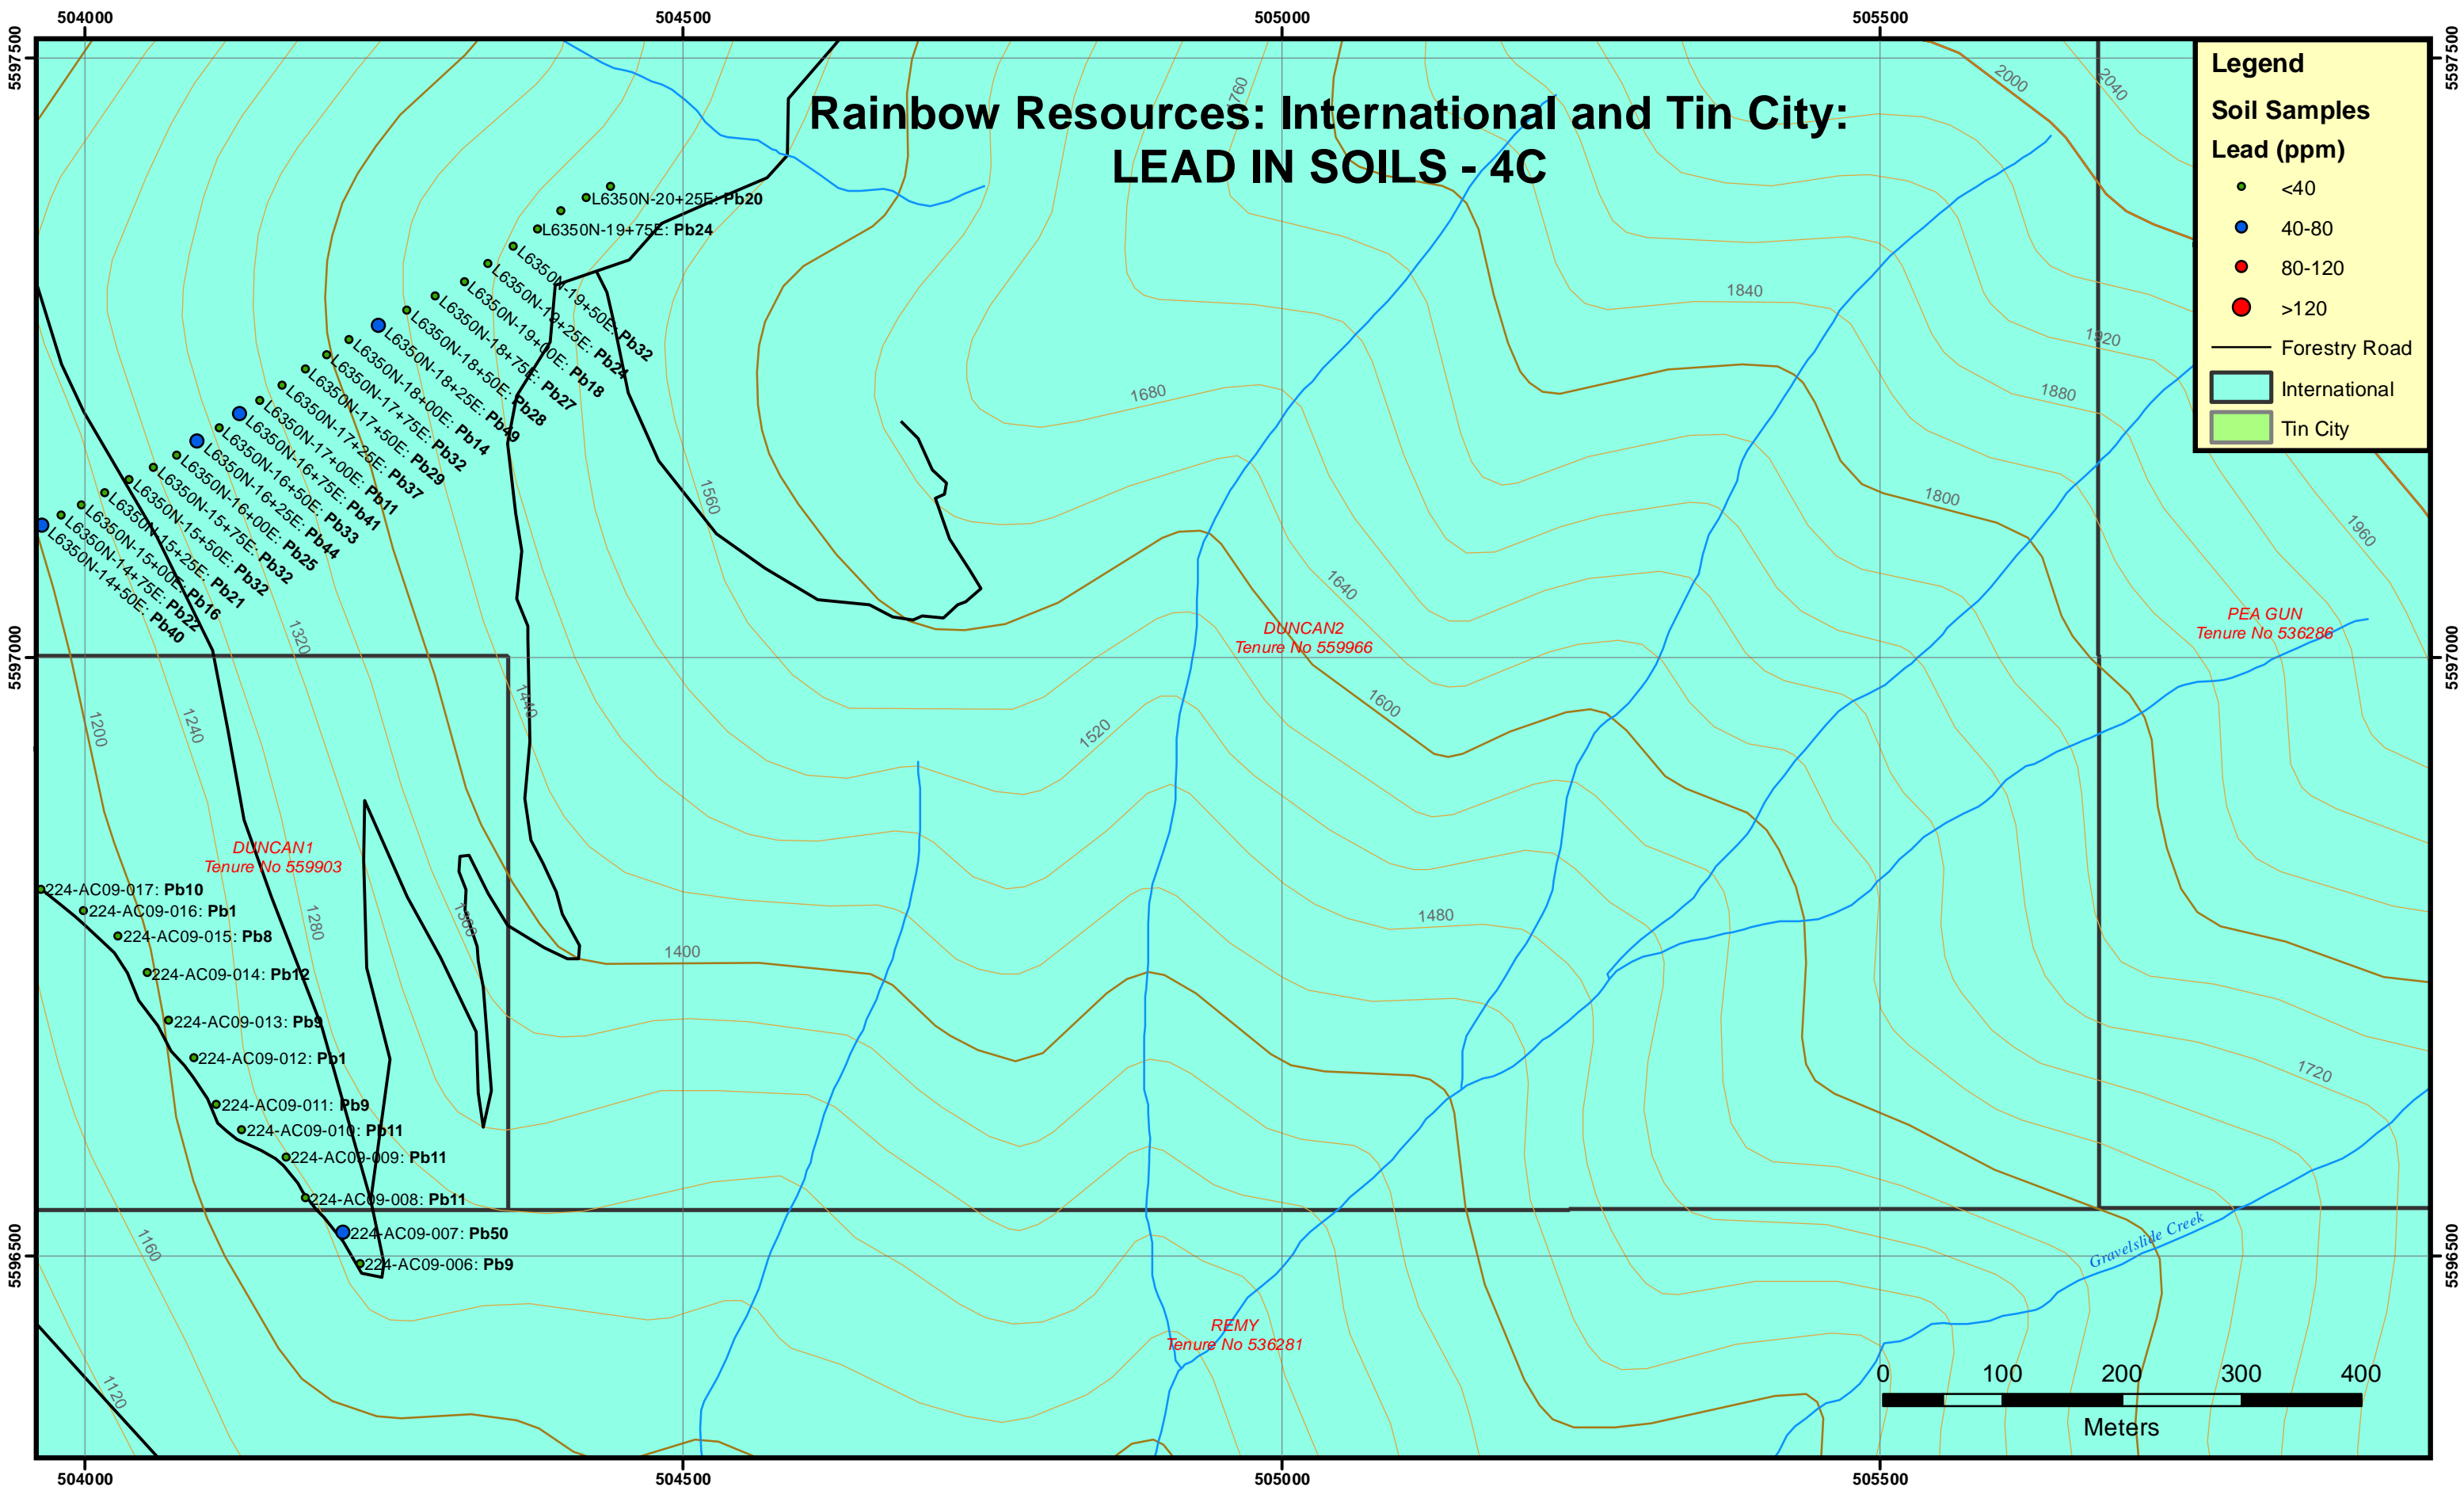 504000
504500
505000
505500
5597500
5597500
Rainbow Resources: International and Tin City:
LEAD IN SOILS - 4C
Legend
Soil Samples
Lead (ppm)
<40
40-80
80-120
>120
Forestry Road
International
Tin City
2000
2040
1840
1920
1880
1680
1800
1960
1560
1640
L6350N-20+25E: Pb20
L6350N-19+75E: Pb24
L6350N-19+50E: Pb32
L6350N-19+25E: Pb24
L6350N-19+00E: Pb18
L6350N-18+75E: Pb27
L6350N-18+50E: Pb28
L6350N-18+25E: Pb49
L6350N-18+00E: Pb14
L6350N-17+75E: Pb32
L6350N-17+50E: Pb29
L6350N-17+25E: Pb37
L6350N-17+00E: Pb11
L6350N-16+75E: Pb41
L6350N-16+50E: Pb33
L6350N-16+25E: Pb44
L6350N-16+00E: Pb25
L6350N-15+75E: Pb32
L6350N-15+50E: Pb32
L6350N-15+25E: Pb21
L6350N-15+00E: Pb16
L6350N-14+75E: Pb22
L6350N-14+50E: Pb40
1320
DUNCAN2
Tenure No 559966
PEA GUN
Tenure No 536286
5597000
5597000
1200
1240
1440
1520
1600
DUNCAN1
Tenure No 559903
224-AC09-017: Pb10
224-AC09-016: Pb1
224-AC09-015: Pb8
224-AC09-014: Pb12
224-AC09-013: Pb9
224-AC09-012: Pb1
224-AC09-011: Pb9
224-AC09-010: Pb11
224-AC09-009: Pb11
224-AC09-008: Pb11
224-AC09-007: Pb50
224-AC09-006: Pb9
1280
1360
1400
1480
1720
5596500
5596500
1160
1120
Gravelslide Creek
REMY
Tenure No 536281
0 100 200 300 400
Meters
504000
504500
505000
505500